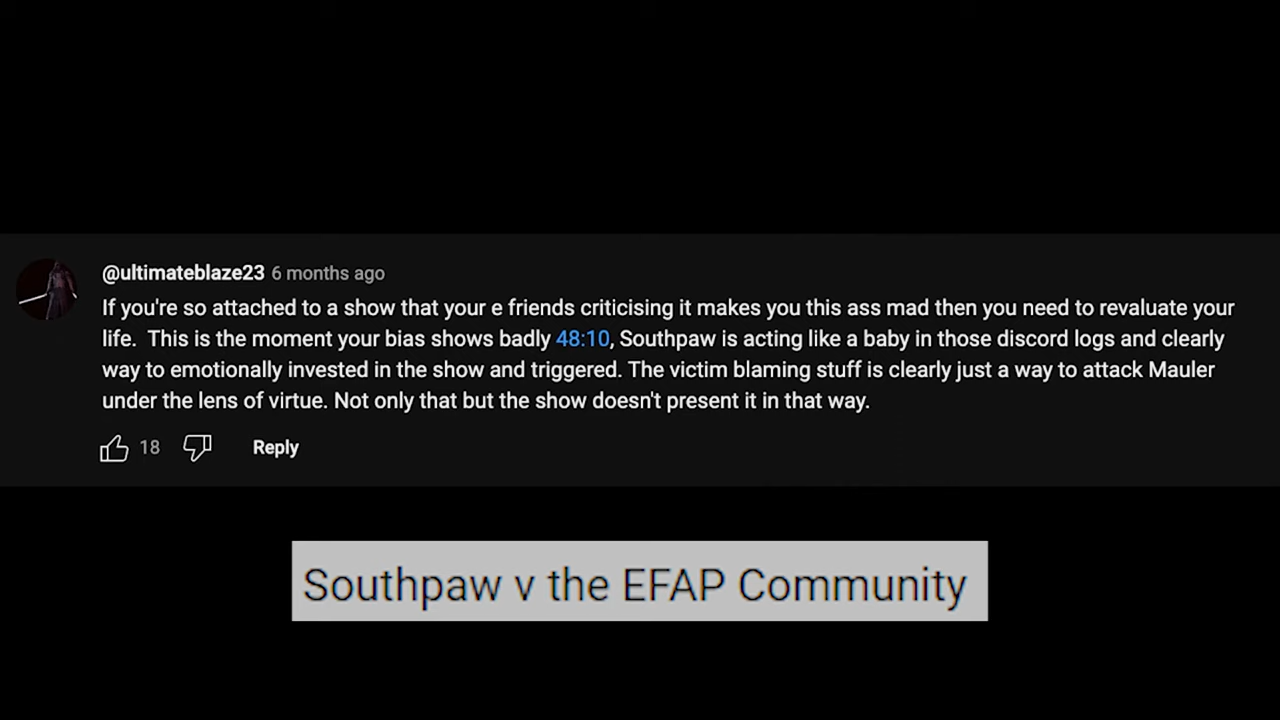 @ultimateblaze23 6 months ago
If you're so attached to a show that your e friends criticising it makes you this ass mad then you need to revaluate your
life.  This is the moment your bias shows badly 48:10, Southpaw is acting like a baby in those discord logs and clearly
way to emotionally invested in the show and triggered. The victim blaming stuff is clearly just a way to attack Mauler
under the lens of virtue. Not only that but the show doesn't present it in that way.
18 Reply
Southpaw v the EFAP Community